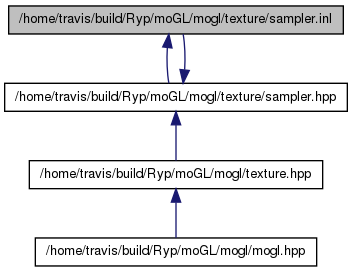 /home/travis/build/Ryp/moGL/mogl/texture/sampler.inl
/home/travis/build/Ryp/moGL/mogl/texture/sampler.hpp
/home/travis/build/Ryp/moGL/mogl/texture.hpp
/home/travis/build/Ryp/moGL/mogl/mogl.hpp